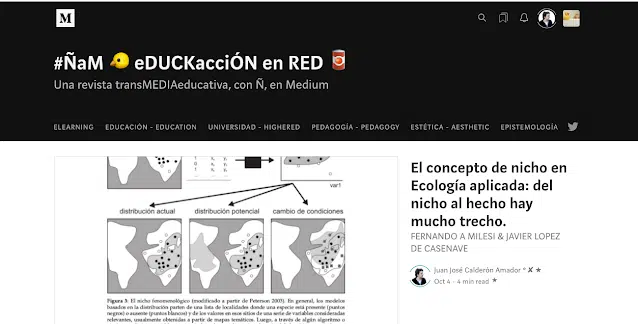 M
#ÑaM 🐤 eDUCKacciÓN en RED 🥫
Una revista transMEDIAeducativa, con Ñ, en Medium
ELEARNING EDUCACIÓN - EDUCATION UNIVERSIDAD - HIGHERED PEDAGOGÍA - PEDAGOGY ESTÉTICA - AESTHETIC EPISTEMOLOGÍA
var1
distribución actual distribución potencial cambio de condiciones
Figura 3: El nicho fenomenológico (modificado a partir de Peterson 2003). En general, los modelos
basados en la distribución parten de una lista de localidades donde una especie está presente (puntos
negros) o ausente (puntos blancos) y de los valores en esos sitios de una serie de variables consideradas
relevantes, usualmente obtenidas a partir de mapas temáticos. Luego, a través de algún algoritmo o
El concepto de nicho en
Ecología aplicada: del
nicho al hecho hay
mucho trecho.
FERNANDO A MILESI & JAVIER LOPEZ
DE CASENAVE
Juan José Calderón Amador ª ✘ ★
Oct 4 · 4 min read ★